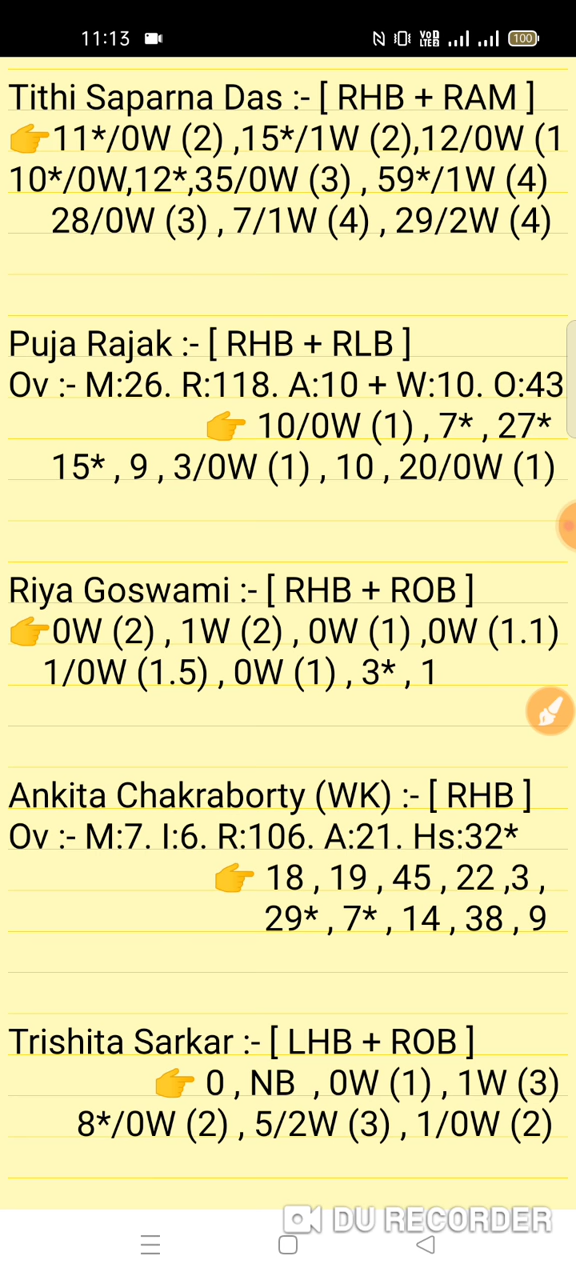 11:13 VoD LTE2 100
Tithi Saparna Das :- [ RHB + RAM ]
👉11*/0W (2) ,15*/1W (2),12/0W (1
10*/0W,12*,35/0W (3) , 59*/1W (4)
28/0W (3) , 7/1W (4) , 29/2W (4)
Puja Rajak :- [ RHB + RLB ]
Ov :- M:26. R:118. A:10 + W:10. O:43
👉 10/0W (1) , 7* , 27*
15* , 9 , 3/0W (1) , 10 , 20/0W (1)
Riya Goswami :- [ RHB + ROB ]
👉0W (2) , 1W (2) , 0W (1) ,0W (1.1)
1/0W (1.5) , 0W (1) , 3* , 1
Ankita Chakraborty (WK) :- [ RHB ]
Ov :- M:7. I:6. R:106. A:21. Hs:32*
👉 18 , 19 , 45 , 22 ,3 ,
29* , 7* , 14 , 38 , 9
Trishita Sarkar :- [ LHB + ROB ]
👉 0 , NB , 0W (1) , 1W (3)
8*/0W (2) , 5/2W (3) , 1/0W (2)
DU RECORDER